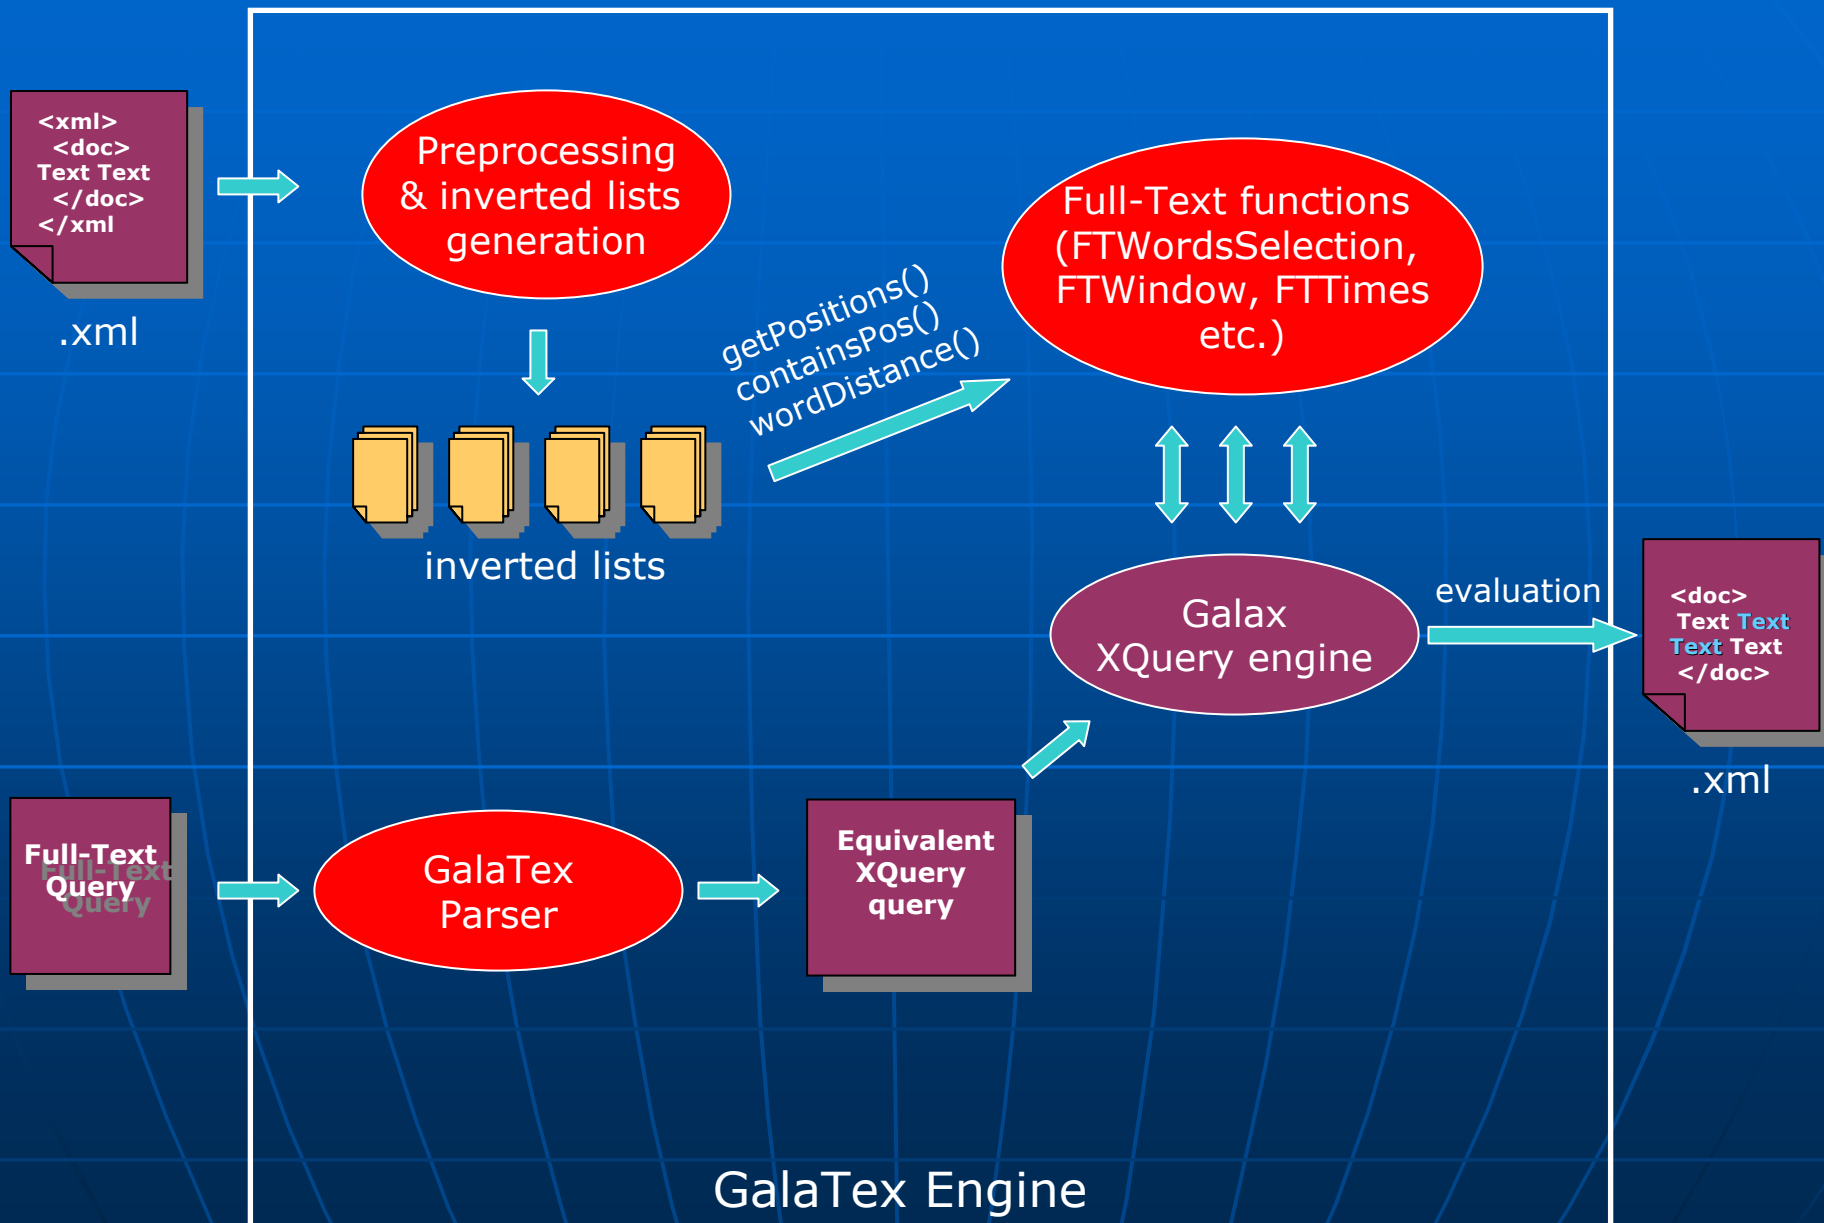 <xml>
<doc>
Text Text
</doc>
</xml
.xml
Preprocessing
& inverted lists
generation
inverted lists
getPositions()
containsPos()
wordDistance()
Full-Text functions
(FTWordsSelection,
FTWindow, FTTimes
etc.)
Galax
XQuery engine
evaluation
<doc>
Text Text
Text Text
</doc>
.xml
Full-Text
Query
GalaTex
Parser
Equivalent
XQuery
query
GalaTex Engine